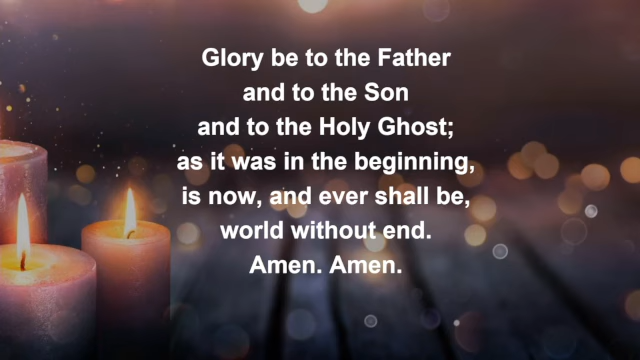 Glory be to the Father
and to the Son
and to the Holy Ghost;
as it was in the beginning,
is now, and ever shall be,
world without end.
Amen. Amen.